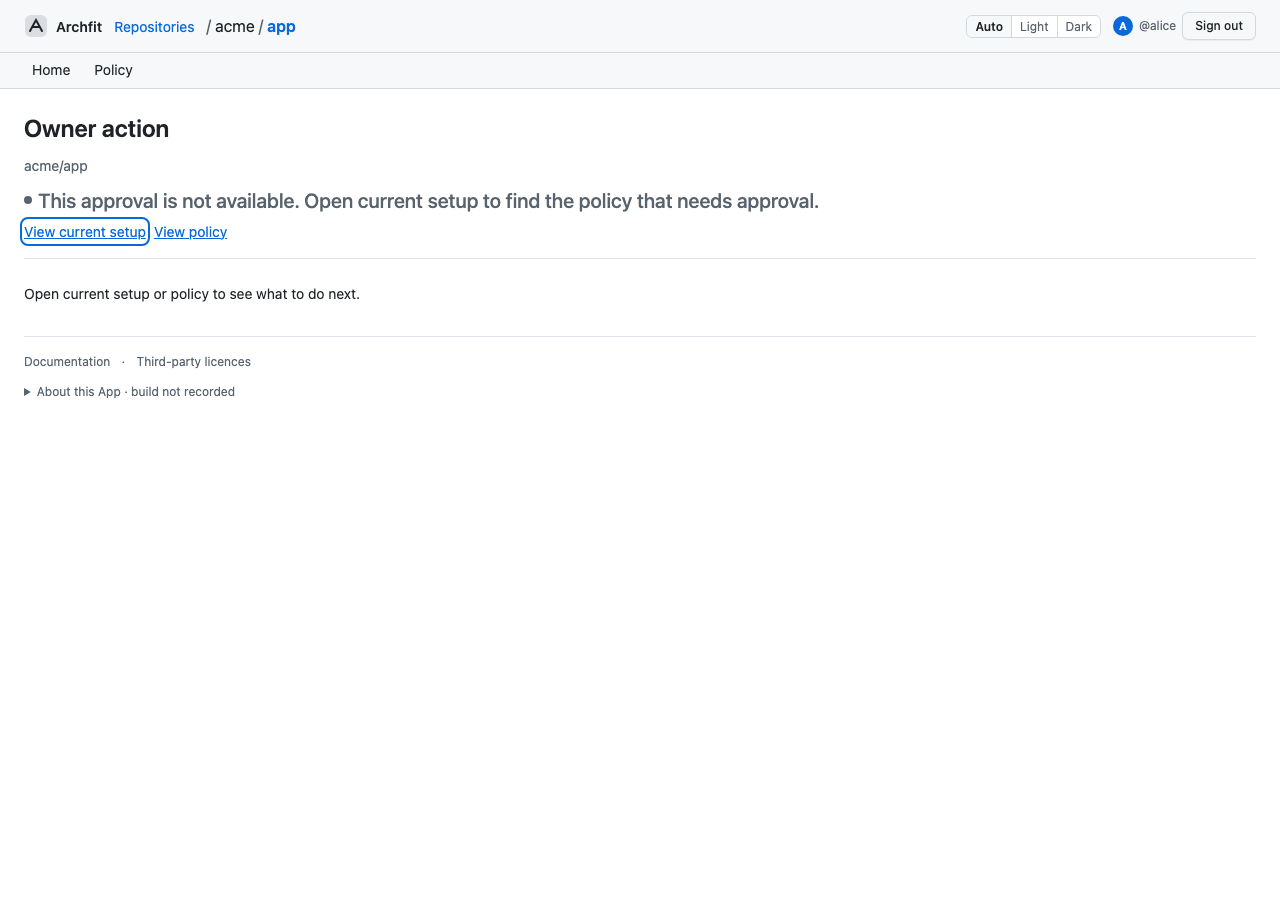 Archfit Repositories / acme / app Auto Light Dark A @alice Sign out
Home Policy
Owner action
acme/app
This approval is not available. Open current setup to find the policy that needs approval.
View current setup View policy
Open current setup or policy to see what to do next.
Documentation · Third-party licences
About this App · build not recorded